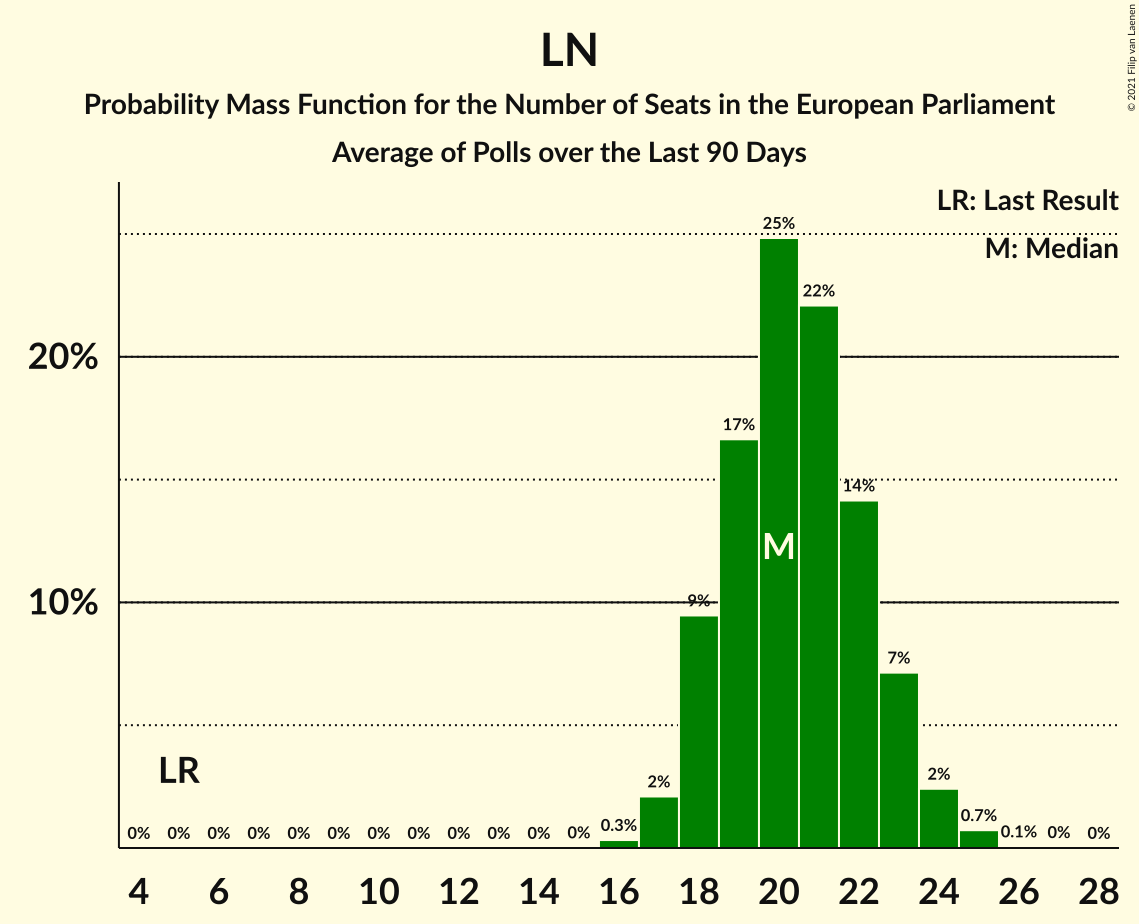 LN
Probability Mass Function for the Number of Seats in the European Parliament
Average of Polls over the Last 90 Days
© 2021 Filip van Laenen
LR: Last Result
M: Median
25%
22%
20%
17%
14%
M
10%
9%
7%
LR
2%
2%
0% 0% 0% 0% 0% 0% 0% 0% 0% 0% 0% 0% 0.3% 0.7% 0.1% 0% 0%
4 6 8 10 12 14 16 18 20 22 24 26 28